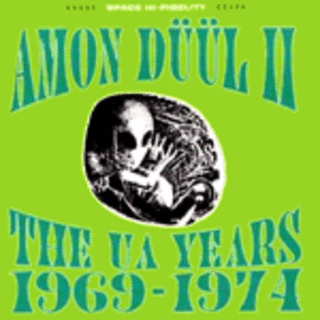 SPACE HI-FIDELITY
AMON DÜÜL II
THE UA YEARS
1969-1974